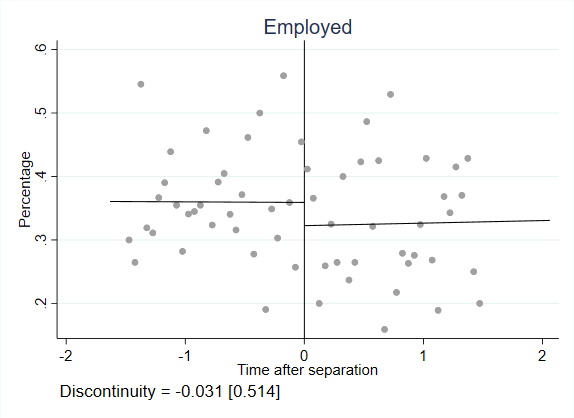 Employed
Percentage
.6
.5
.4
.3
.2
-2 -1 0 1 2
Time after separation
Discontinuity = -0.031 [0.514]